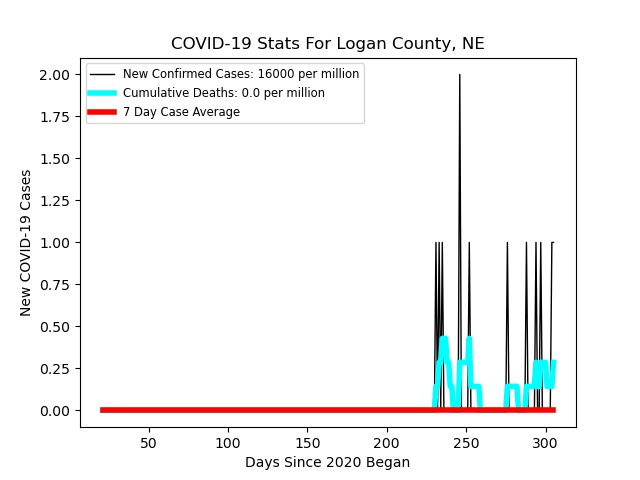 COVID-19 Stats For Logan County, NE
New Confirmed Cases: 16000 per million
Cumulative Deaths: 0.0 per million
7 Day Case Average
2.00
1.75
1.50
1.25
1.00
0.75
0.50
0.25
0.00
New COVID-19 Cases
50 100 150 200 250 300
Days Since 2020 Began